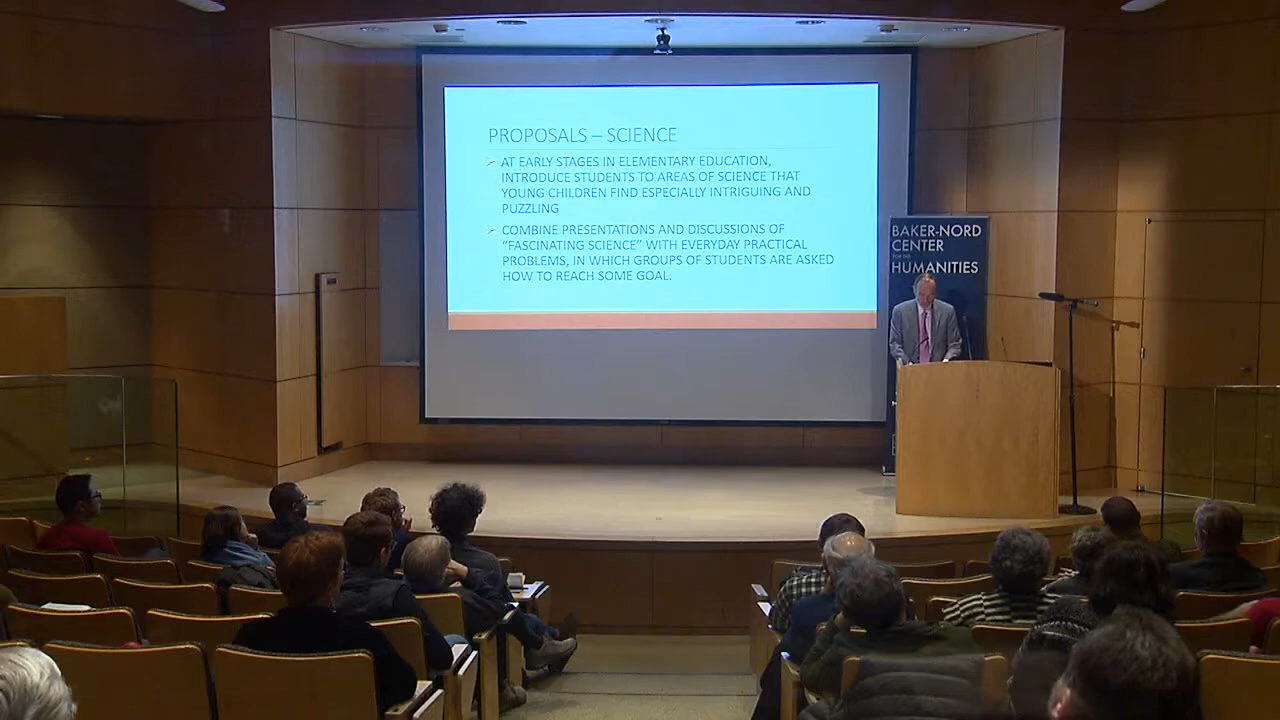 PROPOSALS – SCIENCE
AT EARLY STAGES IN ELEMENTARY EDUCATION,
INTRODUCE STUDENTS TO AREAS OF SCIENCE THAT
YOUNG CHILDREN FIND ESPECIALLY INTRIGUING AND
PUZZLING
COMBINE PRESENTATIONS AND DISCUSSIONS OF
“FASCINATING SCIENCE” WITH EVERYDAY PRACTICAL
PROBLEMS, IN WHICH GROUPS OF STUDENTS ARE ASKED
HOW TO REACH SOME GOAL.
BAKER-NORD
CENTER
FOR THE
HUMANITIES